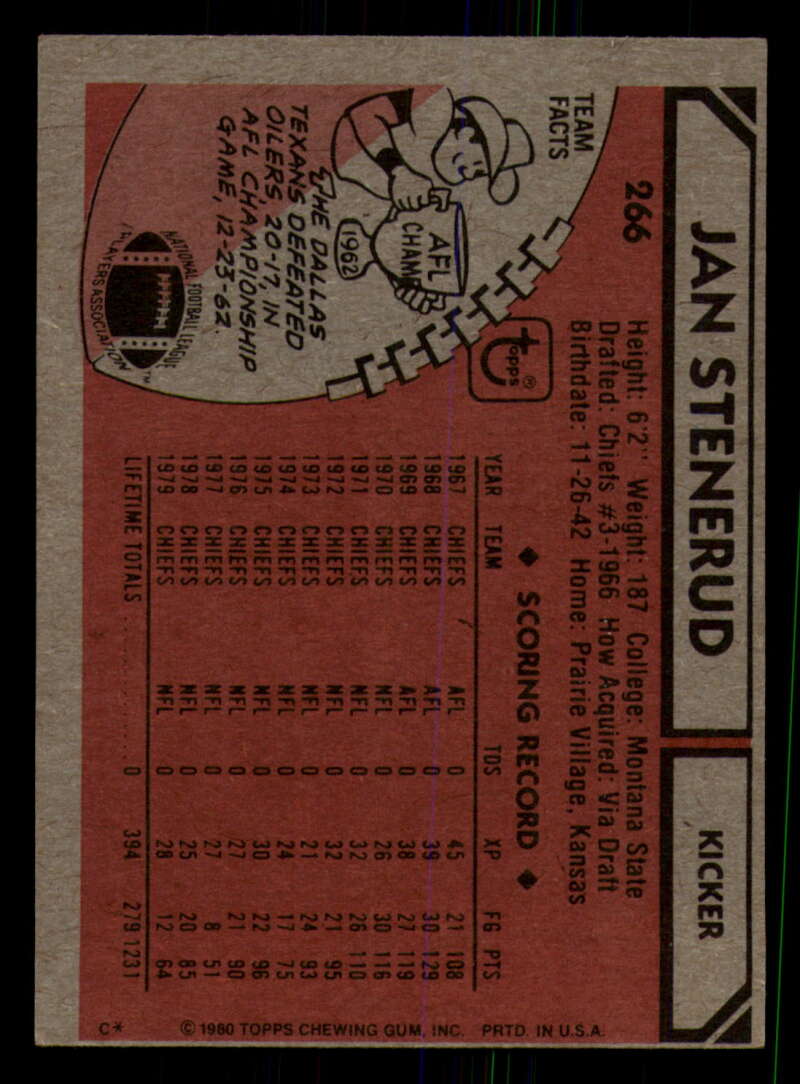 JAN STENERUD
KICKER
266
Height: 6'2" Weight: 187 College: Montana State
Drafted: Chiefs #3-1966 How Acquired: Via Draft
Birthdate: 11-26-42 Home: Prairie Village, Kansas
TEAM
FACTS
AFL
CHAMP
1962
THE DALLAS
TEXANS DEFEATED
OILERS, 20-17, IN
AFL CHAMPIONSHIP
GAME, 12-23-62.
NATIONAL FOOTBALL LEAGUE
PLAYERS ASSOCIATION™
topps®
◆ SCORING RECORD ◆
YEAR TEAM TDS XP FG PTS
1967 CHIEFS AFL 0 45 21 108
1968 CHIEFS AFL 0 39 30 129
1969 CHIEFS AFL 0 38 27 119
1970 CHIEFS NFL 0 26 30 116
1971 CHIEFS NFL 0 32 26 110
1972 CHIEFS NFL 0 32 21 95
1973 CHIEFS NFL 0 21 24 93
1974 CHIEFS NFL 0 24 17 75
1975 CHIEFS NFL 0 30 22 96
1976 CHIEFS NFL 0 27 21 90
1977 CHIEFS NFL 0 27 8 51
1978 CHIEFS NFL 0 25 20 85
1979 CHIEFS NFL 0 28 12 64
LIFETIME TOTALS 0 394 279 1231
C* © 1980 TOPPS CHEWING GUM, INC. PRTD. IN U.S.A.